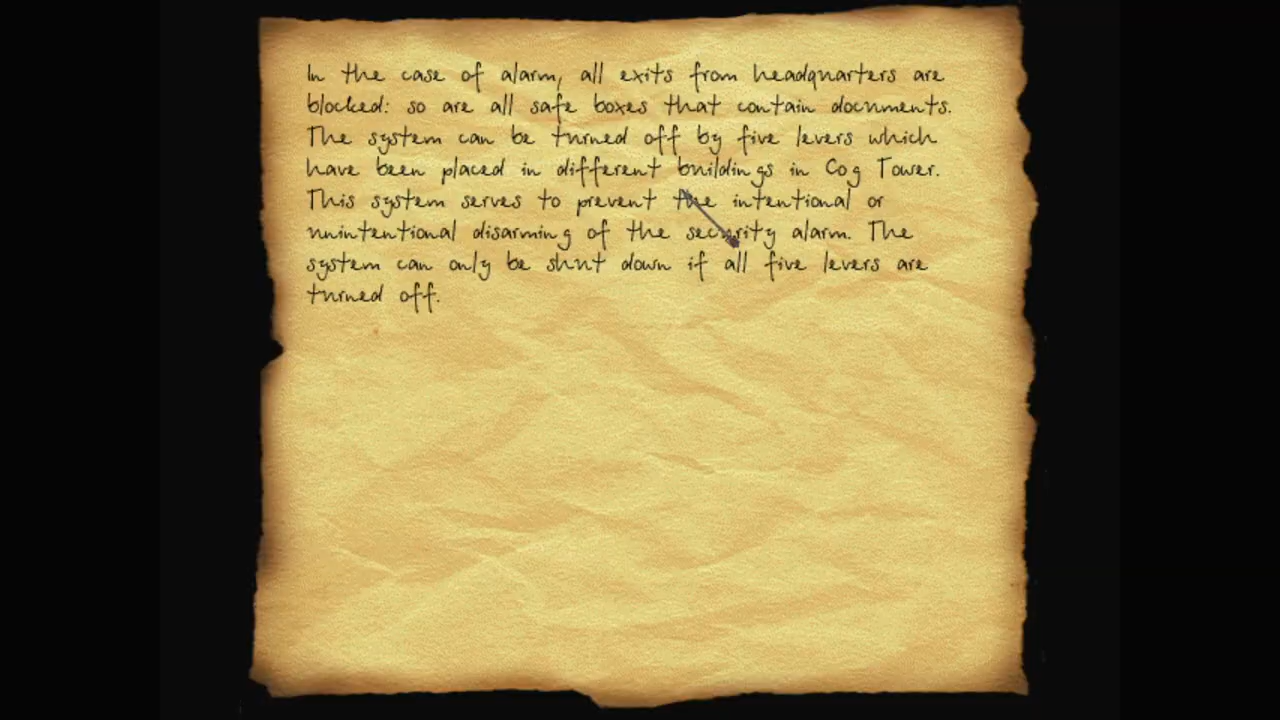 In the case of alarm, all exits from headquarters are
blocked: so are all safe boxes that contain documents.
The system can be turned off by five levers which
have been placed in different buildings in Cog Tower.
This system serves to prevent the intentional or
unintentional disarming of the security alarm. The
system can only be shut down if all five levers are
turned off.